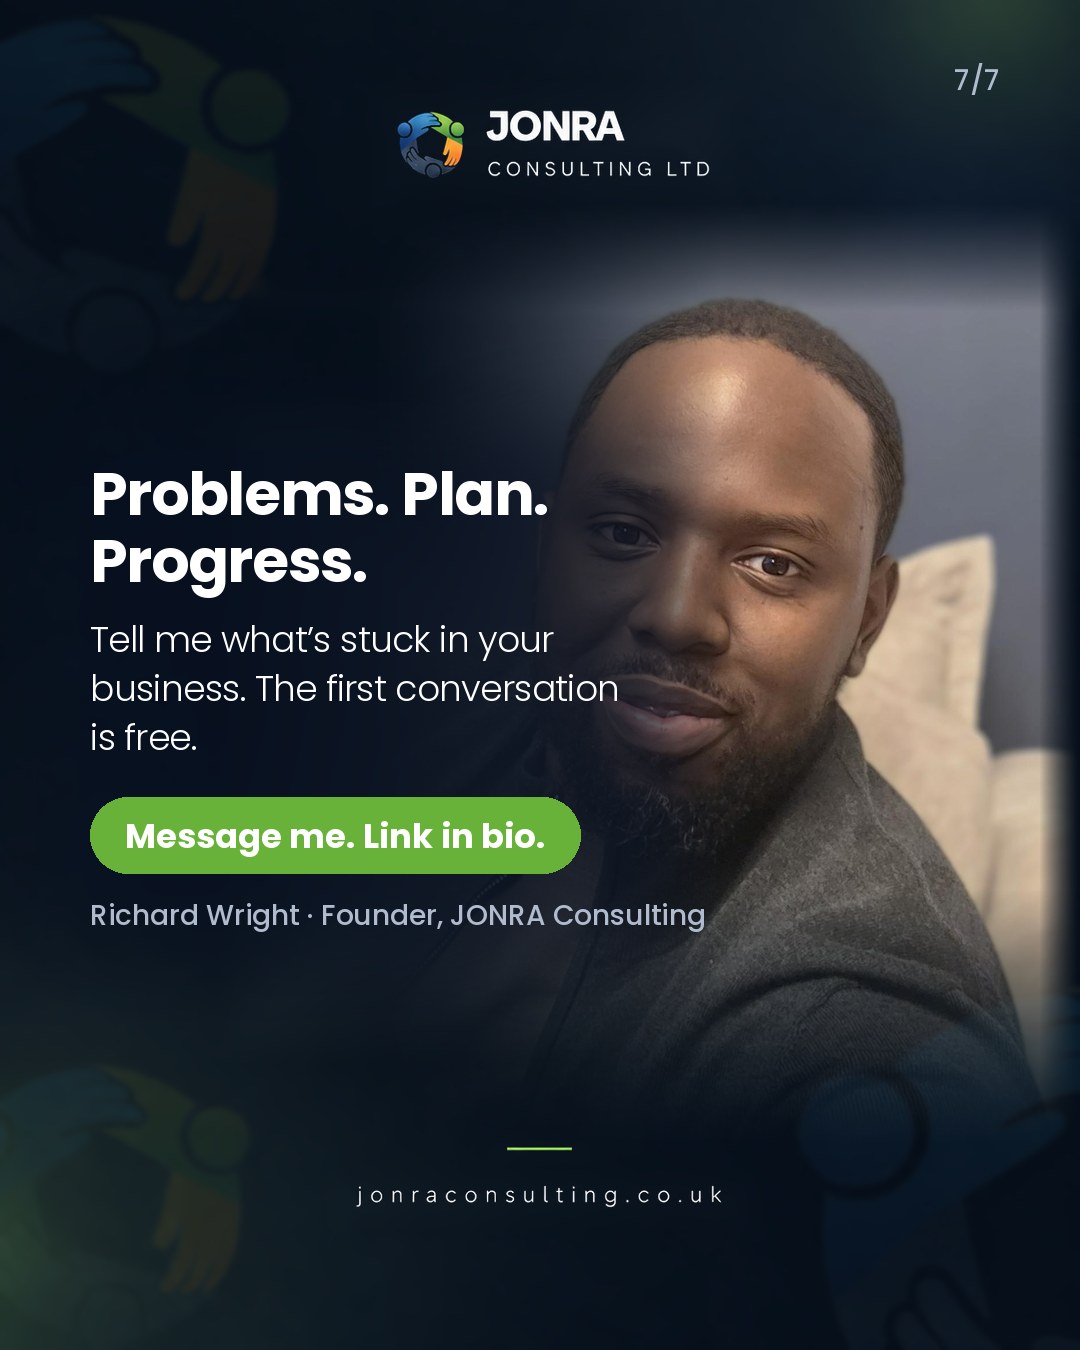 7/7
JONRA
CONSULTING LTD
Problems. Plan.
Progress.
Tell me what’s stuck in your
business. The first conversation
is free.
Message me. Link in bio.
Richard Wright · Founder, JONRA Consulting
jonraconsulting.co.uk